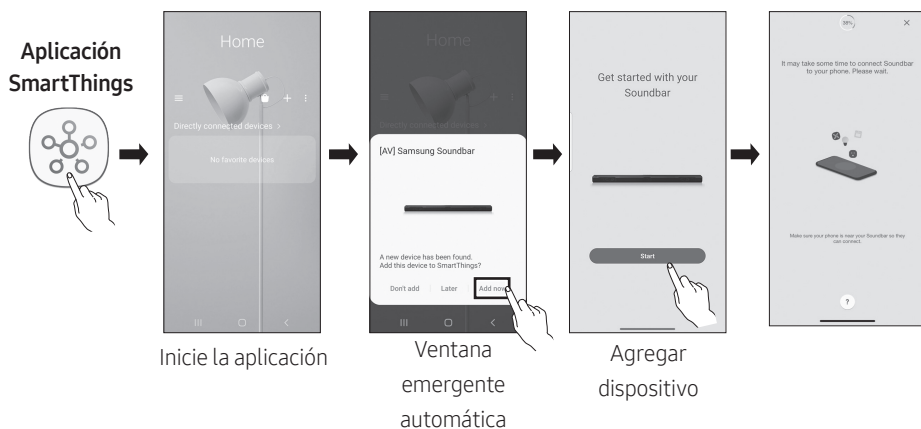 Aplicación
SmartThings
Home
Directly connected devices >
No favorite devices
Inicie la aplicación
Home
Directly connected devices >
[AV] Samsung Soundbar
A new device has been found.
Add this device to SmartThings?
Don't add
Later
Add now
Ventana
emergente
automática
Get started with your
Soundbar
Start
Agregar
dispositivo
It may take some time to connect Soundbar
to your phone. Please wait.
Make sure your phone is near your Soundbar so they
can connect.
?